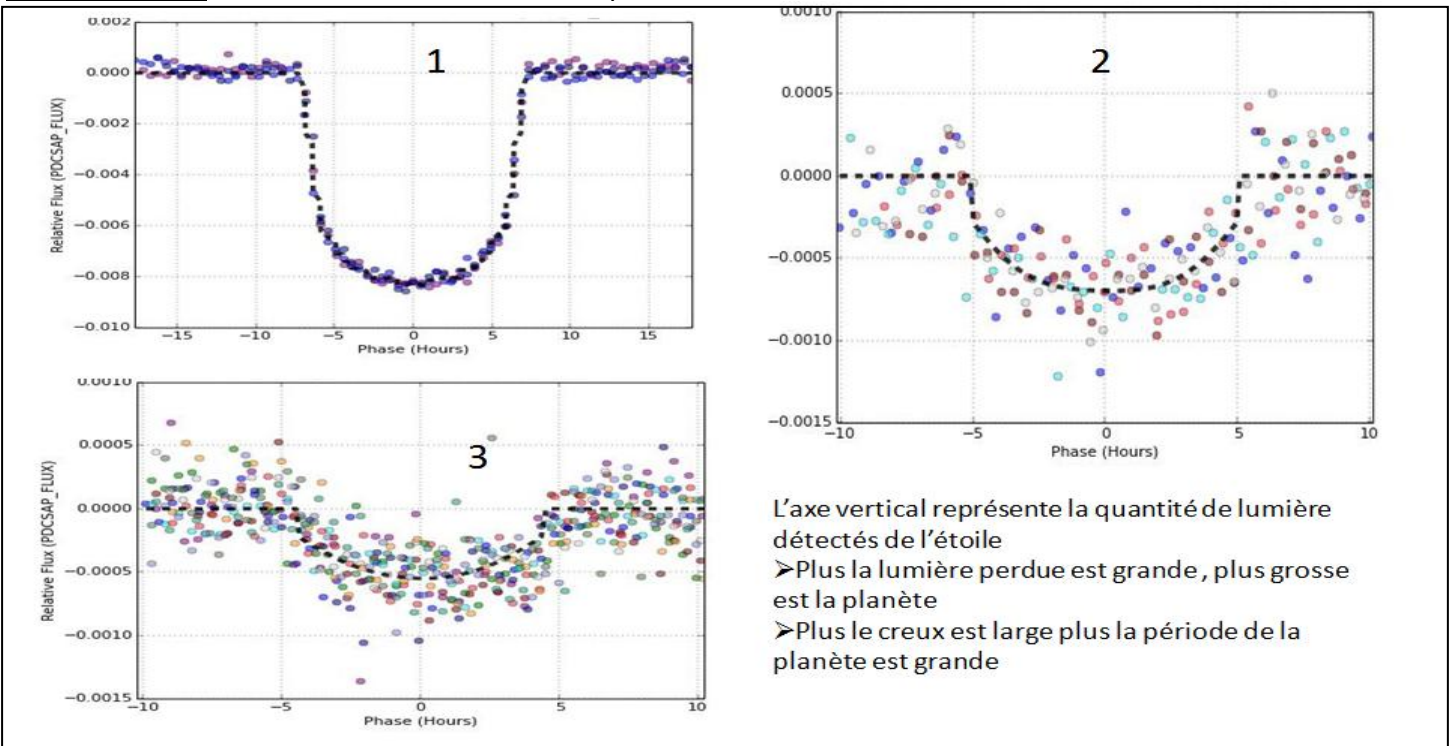 0.002
0.000
−0.002
−0.004
−0.006
−0.008
−0.010
Relative Flux (PDCSAP_FLUX)
1
−15 −10 −5 0 5 10 15
Phase (Hours)
0.0010
0.0005
0.0000
−0.0005
−0.0010
−0.0015
2
−10 −5 0 5 10
Phase (Hours)
0.0010
0.0005
0.0000
−0.0005
−0.0010
−0.0015
Relative Flux (PDCSAP_FLUX)
3
−10 −5 0 5 10
Phase (Hours)
L’axe vertical représente la quantité de lumière
détectés de l’étoile
➢Plus la lumière perdue est grande, plus grosse
est la planète
➢Plus le creux est large plus la période de la
planète est grande